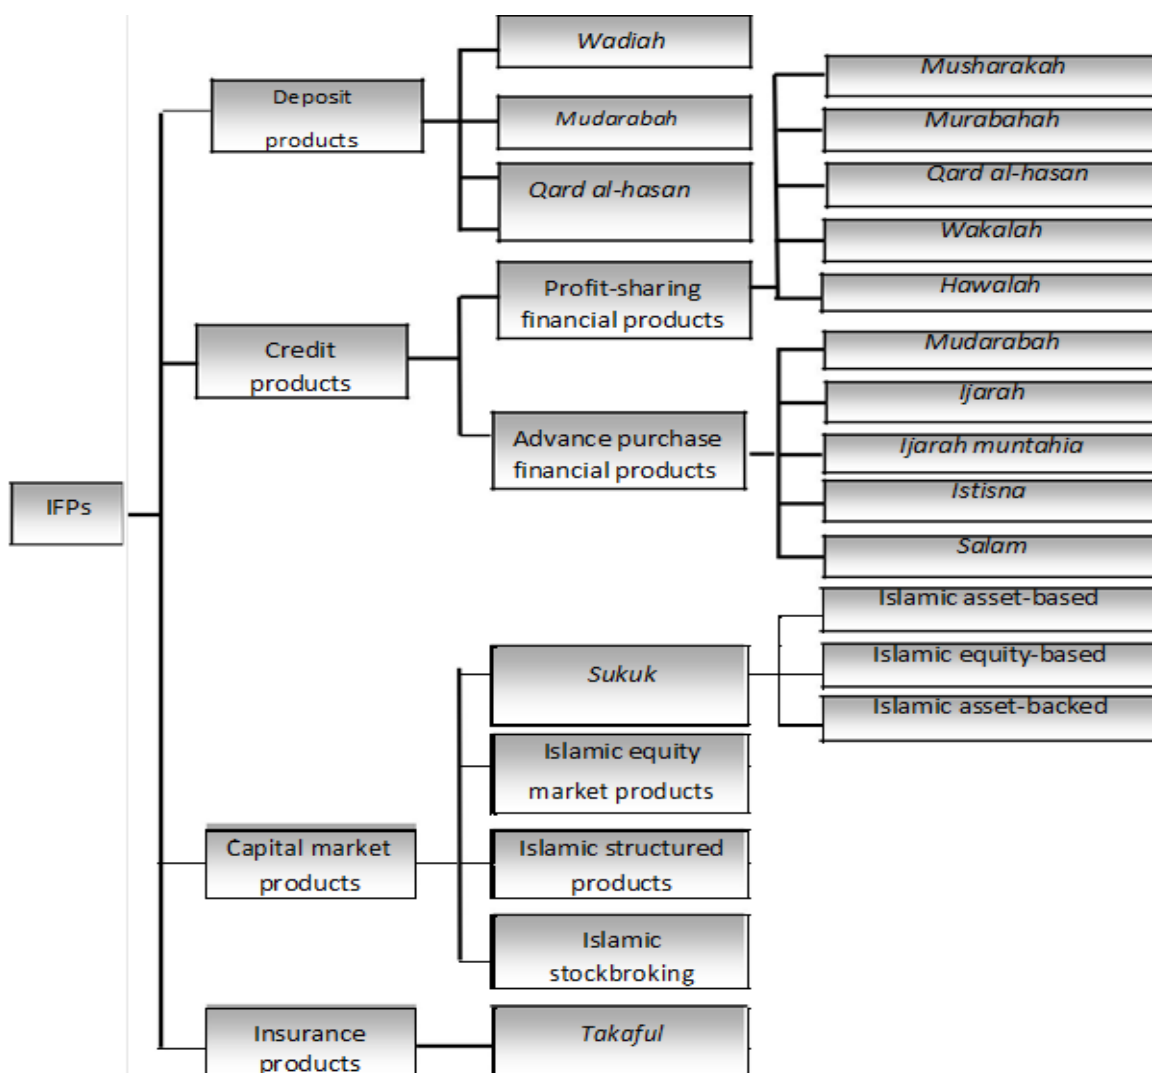 IFPs
Deposit
products
Wadiah
Mudarabah
Qard al-hasan
Credit
products
Profit-sharing
financial products
Musharakah
Murabahah
Qard al-hasan
Wakalah
Hawalah
Advance purchase
financial products
Mudarabah
Ijarah
Ijarah muntahia
Istisna
Salam
Capital market
products
Sukuk
Islamic asset-based
Islamic equity-based
Islamic asset-backed
Islamic equity
market products
Islamic structured
products
Islamic
stockbroking
Insurance
products
Takaful